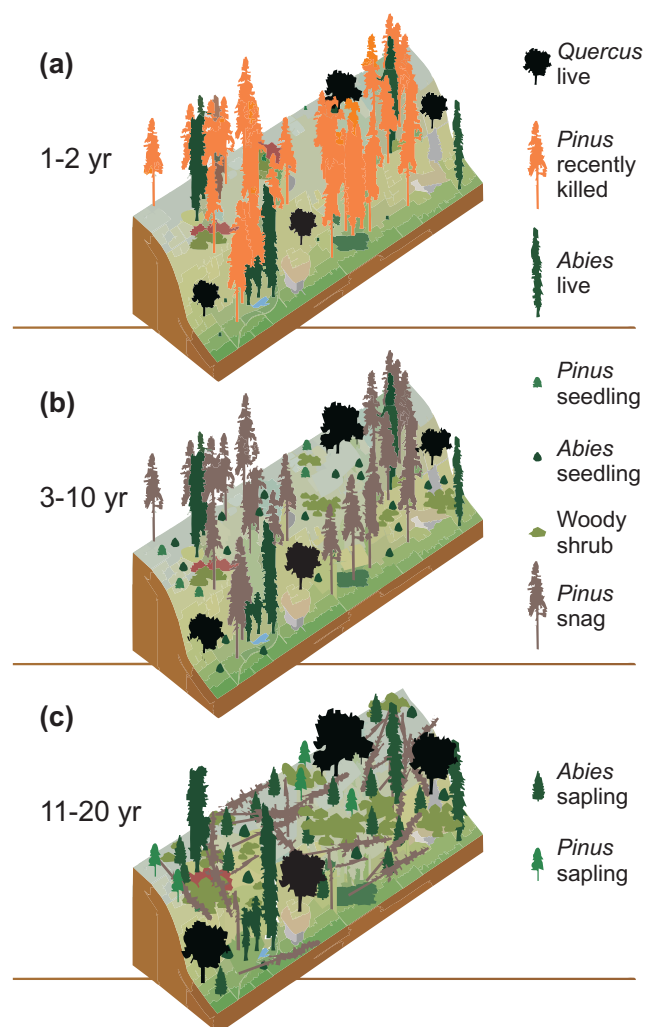 (a)
1-2 yr
Quercus
live
Pinus
recently
killed
Abies
live
(b)
3-10 yr
Pinus
seedling
Abies
seedling
Woody
shrub
Pinus
snag
(c)
11-20 yr
Abies
sapling
Pinus
sapling